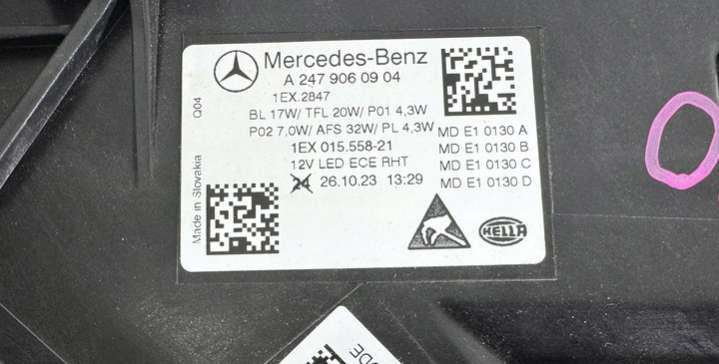 Mercedes-Benz
A 247 906 09 04
1EX.2847
BL 17W/ TFL 20W/ P01 4,3W
P02 7,0W/ AFS 32W/ PL 4,3W
1EX 015.558-21
12V LED ECE RHT
24 26.10.23 13:29
MD E1 0130 A
MD E1 0130 B
MD E1 0130 C
MD E1 0130 D
Made in Slovakia
Q04
HELLA